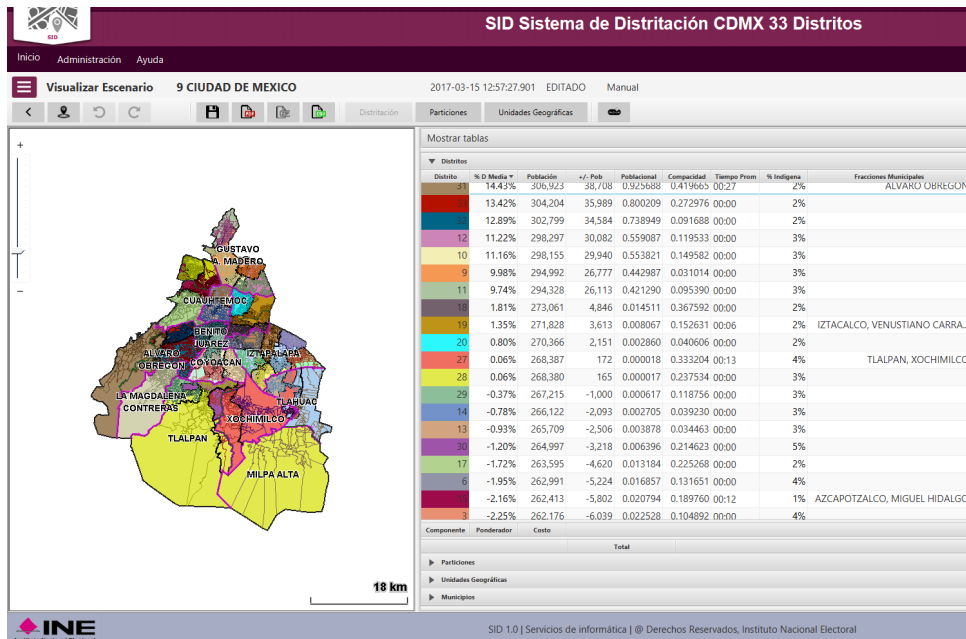 SID
SID Sistema de Distritación CDMX 33 Distritos
Inicio Administración Ayuda
Visualizar Escenario 9 CIUDAD DE MEXICO 2017-03-15 12:57:27.901 EDITADO Manual
Distritación Particiones Unidades Geográficas
Mostrar tablas
+
−
GUSTAVO
A. MADERO
CUAUHTEMOC
BENITO
JUAREZ
ALVARO
OBREGON
COYOACAN
IZTAPALAPA
LA MAGDALENA
CONTRERAS
TLAHUAC
XOCHIMILCO
TLALPAN
MILPA ALTA
18 km
Distritos
Distrito % D Media Población +/- Pob Poblacional Compacidad Tiempo Prom % Indígena Fracciones Municipales
31 14.43% 306,923 38,708 0.925688 0.419665 00:27 2% ALVARO OBREGON
13.42% 304,204 35,989 0.800209 0.272976 00:00 2%
12.89% 302,799 34,584 0.738949 0.091688 00:00 2%
12 11.22% 298,297 30,082 0.559087 0.119533 00:00 3%
10 11.16% 298,155 29,940 0.553821 0.149582 00:00 3%
9 9.98% 294,992 26,777 0.442987 0.031014 00:00 3%
11 9.74% 294,328 26,113 0.421290 0.095390 00:00 3%
18 1.81% 273,061 4,846 0.014511 0.367592 00:00 2%
19 1.35% 271,828 3,613 0.008067 0.152631 00:06 2% IZTACALCO, VENUSTIANO CARRA...
20 0.80% 270,366 2,151 0.002860 0.040606 00:00 2%
27 0.06% 268,387 172 0.000018 0.333204 00:13 4% TLALPAN, XOCHIMILCO
28 0.06% 268,380 165 0.000017 0.237534 00:00 3%
29 -0.37% 267,215 -1,000 0.000617 0.118756 00:00 3%
14 -0.78% 266,122 -2,093 0.002705 0.039230 00:00 3%
13 -0.93% 265,709 -2,506 0.003878 0.034463 00:00 3%
30 -1.20% 264,997 -3,218 0.006396 0.214623 00:00 5%
17 -1.72% 263,595 -4,620 0.013184 0.225268 00:00 2%
6 -1.95% 262,991 -5,224 0.016857 0.131651 00:00 4%
-2.16% 262,413 -5,802 0.020794 0.189760 00:12 1% AZCAPOTZALCO, MIGUEL HIDALGO
3 -2.25% 262,176 -6,039 0.022528 0.104892 00:00 4%
Componente Ponderador Costo
Total
Particiones
Unidades Geográficas
Municipios
INE
SID 1.0 | Servicios de informática | @ Derechos Reservados, Instituto Nacional Electoral